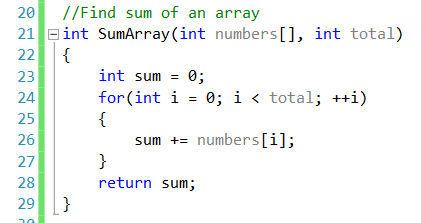 20 //Find sum of an array
21 int SumArray(int numbers[], int total)
22 {
23 int sum = 0;
24 for(int i = 0; i < total; ++i)
25 {
26 sum += numbers[i];
27 }
28 return sum;
29 }